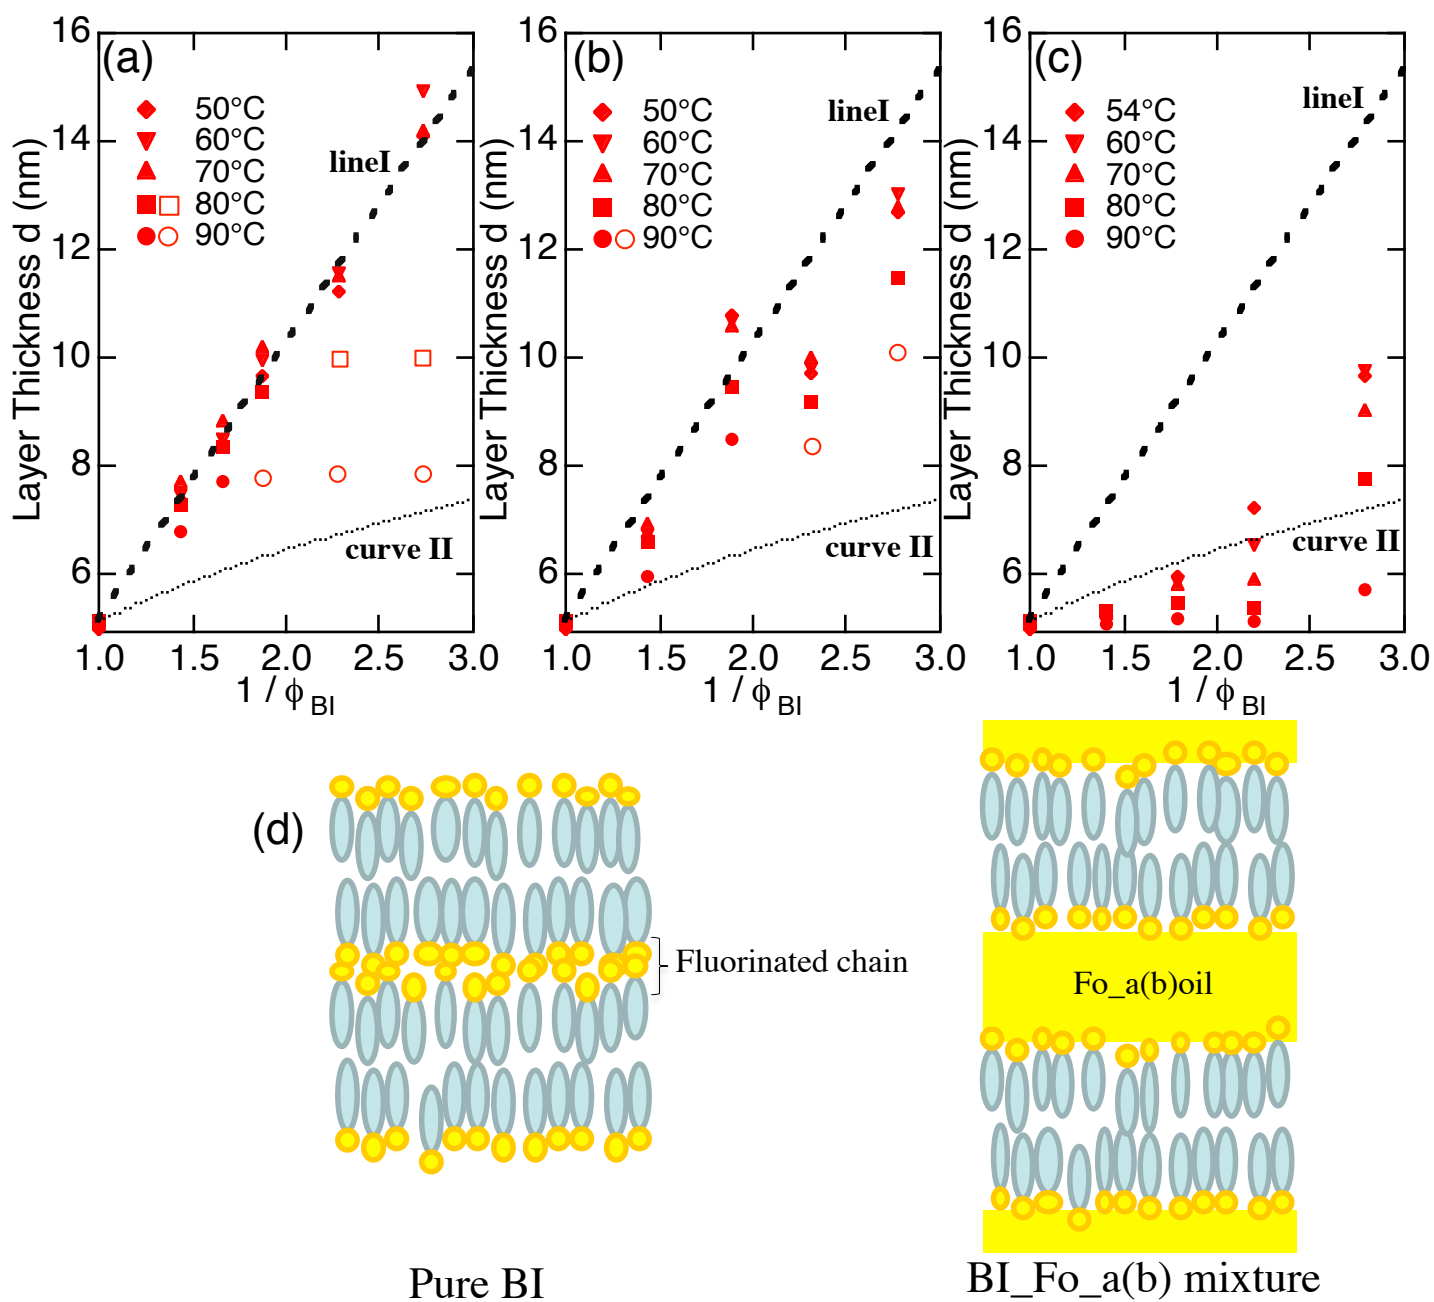 (a)
Layer Thickness d (nm)
16
14
12
10
8
6
50°C
60°C
70°C
80°C
90°C
lineI
curve II
1.0 1.5 2.0 2.5 3.0
1 / ϕ BI
(b)
Layer Thickness d (nm)
16
14
12
10
8
6
50°C
60°C
70°C
80°C
90°C
lineI
curve II
1.0 1.5 2.0 2.5 3.0
1 / ϕ BI
(c)
Layer Thickness d (nm)
16
14
12
10
8
6
54°C
60°C
70°C
80°C
90°C
lineI
curve II
1.0 1.5 2.0 2.5 3.0
1 / ϕ BI
(d)
Fluorinated chain
Fo_a(b)oil
Pure BI
BI_Fo_a(b) mixture